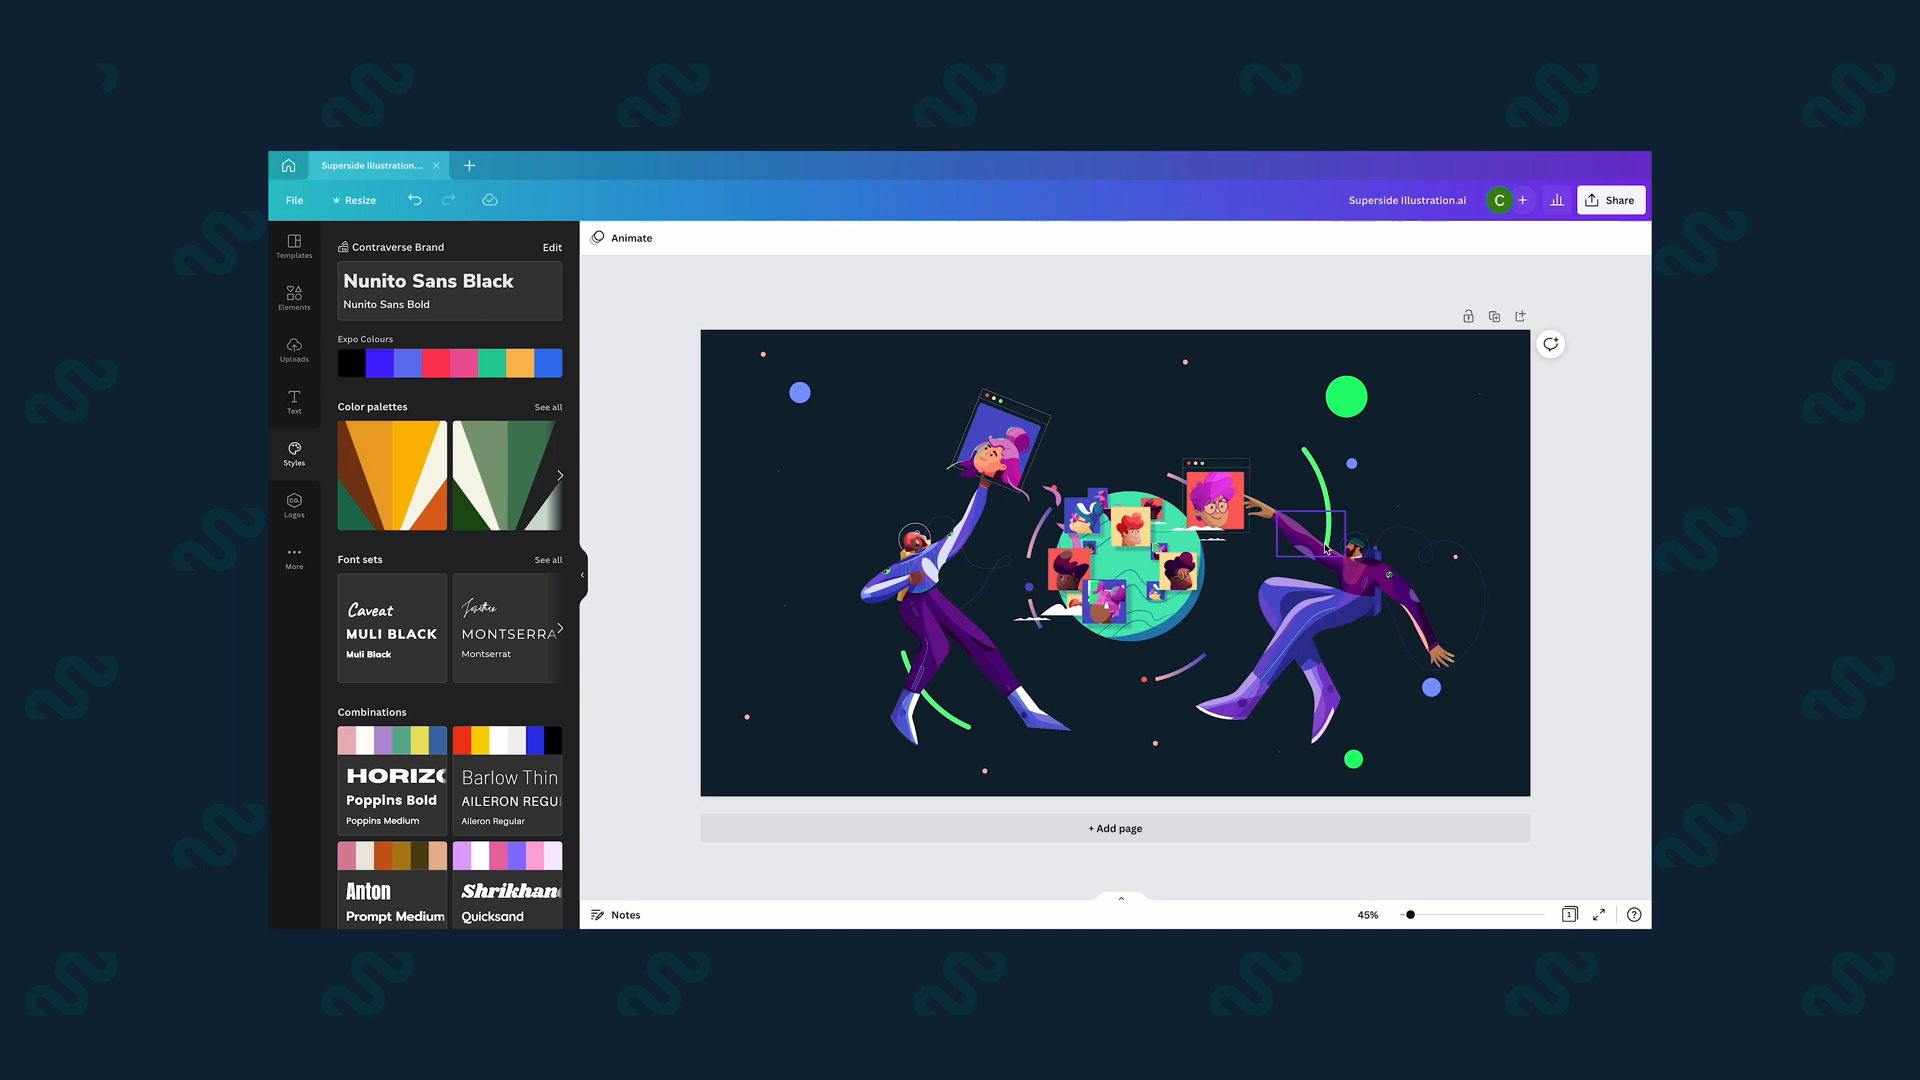 Superside Illustration...
File
Resize
Superside Illustration.ai
C
Share
Templates
Elements
Uploads
Text
Styles
CO.
Logos
More
Contraverse Brand
Edit
Nunito Sans Black
Nunito Sans Bold
Expo Colours
Color palettes
See all
Font sets
See all
Caveat
MULI BLACK
Muli Black
MONTSERRA
Montserrat
Combinations
HORIZO
Poppins Bold
Poppins Medium
Barlow Thin
AILERON REGU
Aileron Regular
Anton
Prompt Medium
Shrikhan
Quicksand
Animate
+ Add page
Notes
45%
1
?